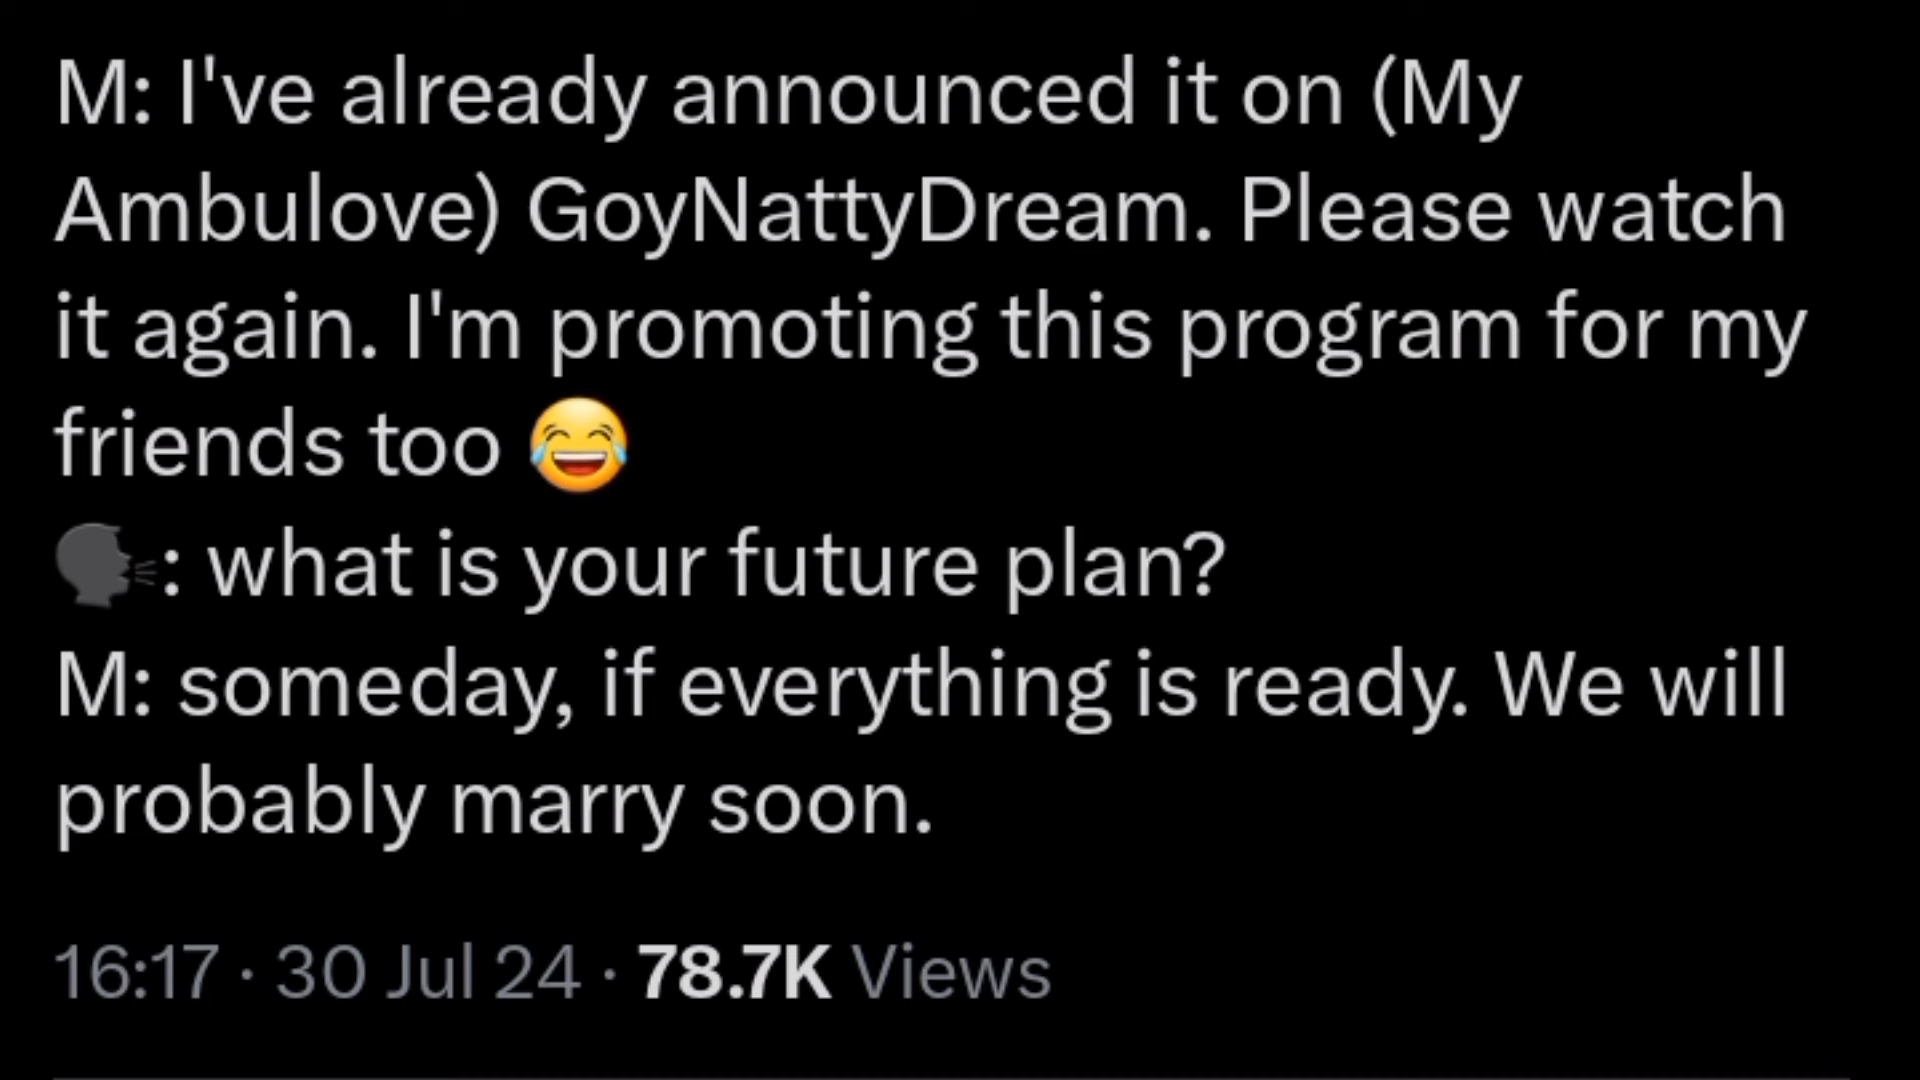 M: I've already announced it on (My
Ambulove) GoyNattyDream. Please watch
it again. I'm promoting this program for my
friends too 😂
🗣: what is your future plan?
M: someday, if everything is ready. We will
probably marry soon.
16:17 · 30 Jul 24 · 78.7K Views